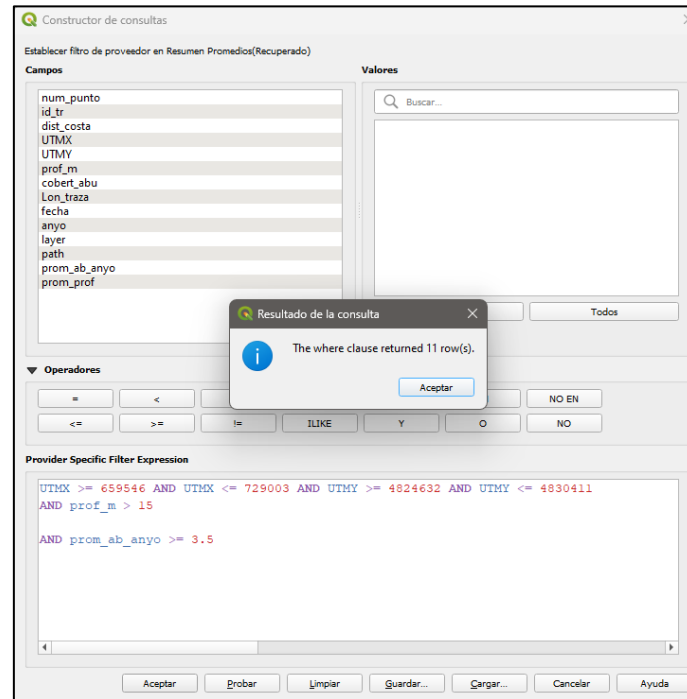 Constructor de consultas
Establecer filtro de proveedor en Resumen Promedios(Recuperado)
Campos
Valores
num_punto
id_tr
dist_costa
UTMX
UTMY
prof_m
cobert_abu
Lon_traza
fecha
anyo
layer
path
prom_ab_anyo
prom_prof
Buscar...
Todos
Resultado de la consulta
The where clause returned 11 row(s).
Aceptar
Operadores
= < NO EN
<= >= != ILIKE Y O NO
Provider Specific Filter Expression
UTMX >= 659546 AND UTMX <= 729003 AND UTMY >= 4824632 AND UTMY <= 4830411
AND prof_m > 15
AND prom_ab_anyo >= 3.5
Aceptar Probar Limpiar Guardar... Cargar... Cancelar Ayuda